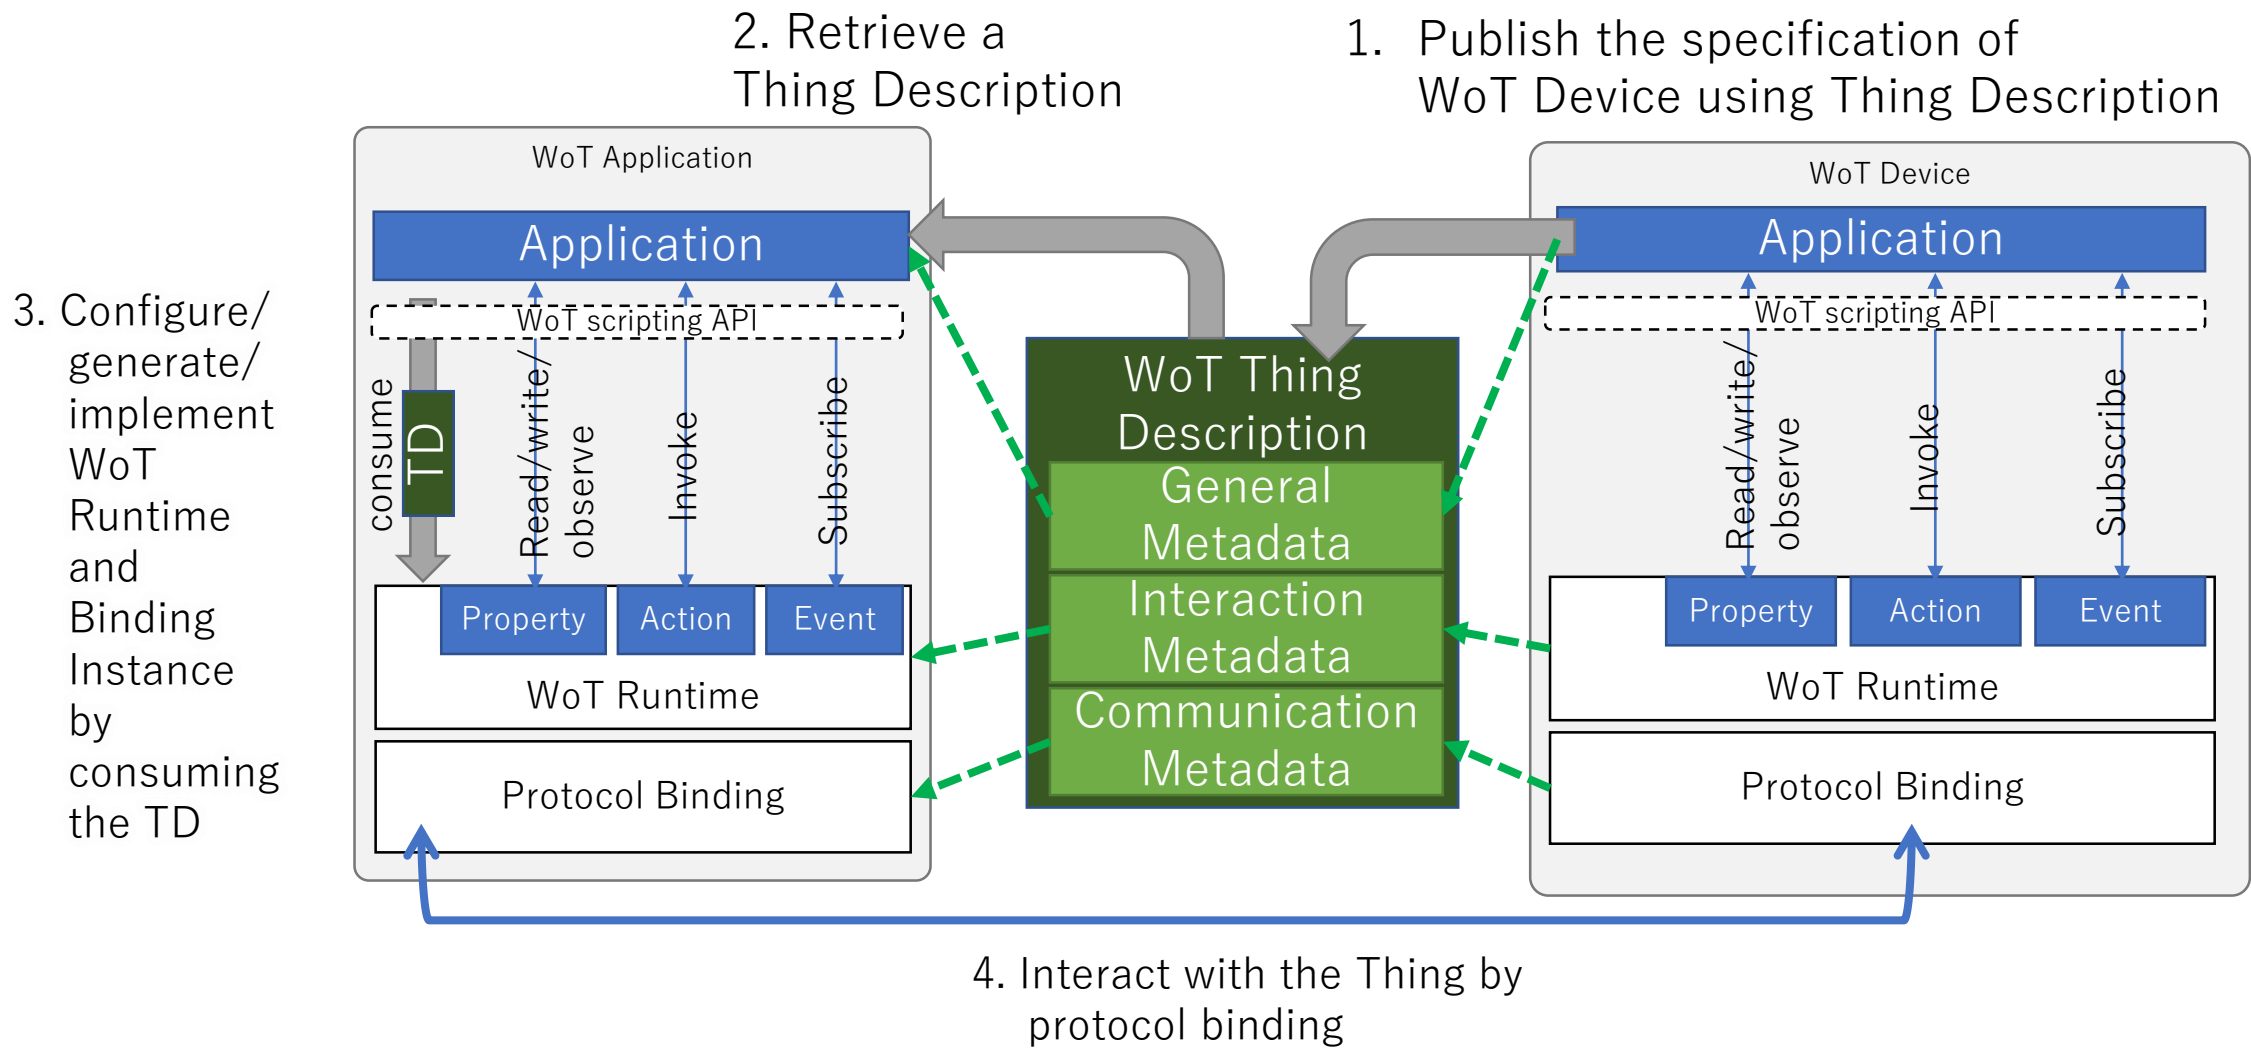 2. Retrieve a
Thing Description
1. Publish the specification of
WoT Device using Thing Description
3. Configure/
generate/
implement
WoT
Runtime
and
Binding
Instance
by
consuming
the TD
WoT Application
Application
WoT scripting API
consume
TD
Read/write/
observe
Invoke
Subscribe
Property
Action
Event
WoT Runtime
Protocol Binding
WoT Thing
Description
General
Metadata
Interaction
Metadata
Communication
Metadata
WoT Device
Application
WoT scripting API
Read/write/
observe
Invoke
Subscribe
Property
Action
Event
WoT Runtime
Protocol Binding
4. Interact with the Thing by
protocol binding